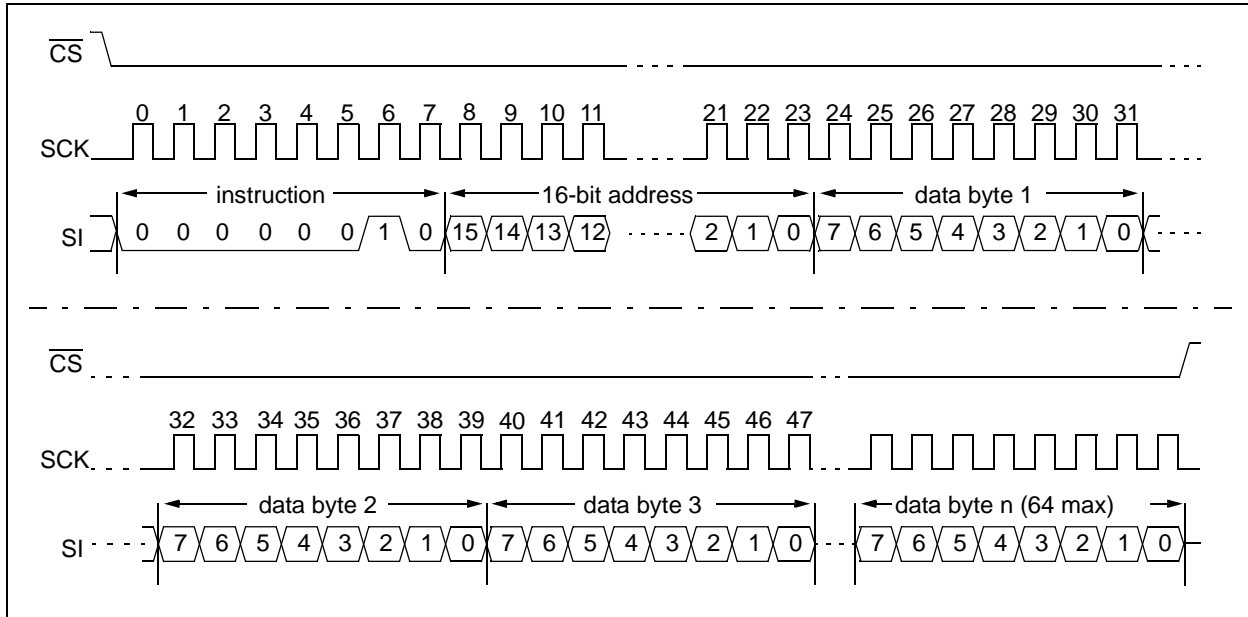 CS
0 1 2 3 4 5 6 7 8 9 10 11 21 22 23 24 25 26 27 28 29 30 31
SCK
instruction 16-bit address data byte 1
SI 0 0 0 0 0 0 1 0 15 14 13 12 2 1 0 7 6 5 4 3 2 1 0
CS
32 33 34 35 36 37 38 39 40 41 42 43 44 45 46 47
SCK
data byte 2 data byte 3 data byte n (64 max)
SI 7 6 5 4 3 2 1 0 7 6 5 4 3 2 1 0 7 6 5 4 3 2 1 0